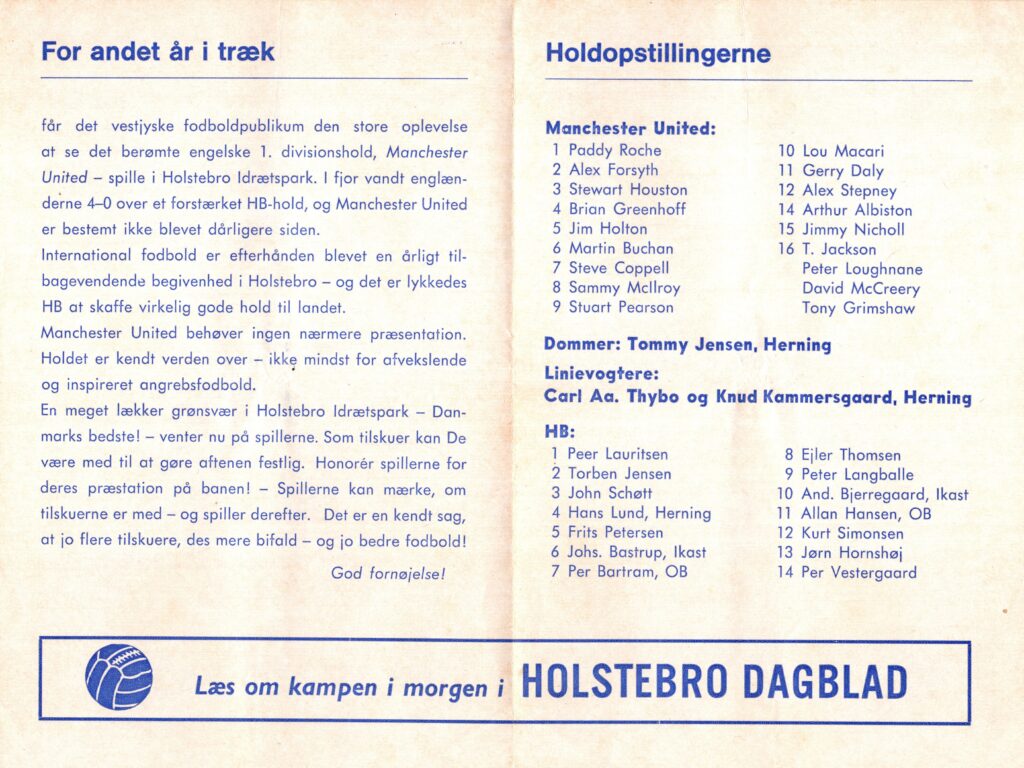 For andet år i træk
får det vestjyske fodboldpublikum den store oplevelse
at se det berømte engelske 1. divisionshold, Manchester
United – spille i Holstebro Idrætspark. I fjor vandt englæn-
derne 4–0 over et forstærket HB-hold, og Manchester United
er bestemt ikke blevet dårligere siden.
International fodbold er efterhånden blevet en årligt til-
bagevendende begivenhed i Holstebro – og det er lykkedes
HB at skaffe virkelig gode hold til landet.
Manchester United behøver ingen nærmere præsentation.
Holdet er kendt verden over – ikke mindst for afvekslende
og inspireret angrebsfodbold.
En meget lækker grønsvær i Holstebro Idrætspark – Dan-
marks bedste! – venter nu på spillerne. Som tilskuer kan De
være med til at gøre aftenen festlig. Honorér spillerne for
deres præstation på banen! – Spillerne kan mærke, om
tilskuerne er med – og spiller derefter. Det er en kendt sag,
at jo flere tilskuere, des mere bifald – og jo bedre fodbold!
God fornøjelse!
Holdopstillingerne
Manchester United:
1 Paddy Roche
2 Alex Forsyth
3 Stewart Houston
4 Brian Greenhoff
5 Jim Holton
6 Martin Buchan
7 Steve Coppell
8 Sammy McIlroy
9 Stuart Pearson
10 Lou Macari
11 Gerry Daly
12 Alex Stepney
14 Arthur Albiston
15 Jimmy Nicholl
16 T. Jackson
Peter Loughnane
David McCreery
Tony Grimshaw
Dommer: Tommy Jensen, Herning
Linievogtere:
Carl Aa. Thybo og Knud Kammersgaard, Herning
HB:
1 Peer Lauritsen
2 Torben Jensen
3 John Schøtt
4 Hans Lund, Herning
5 Frits Petersen
6 Johs. Bastrup, Ikast
7 Per Bartram, OB
8 Ejler Thomsen
9 Peter Langballe
10 And. Bjerregaard, Ikast
11 Allan Hansen, OB
12 Kurt Simonsen
13 Jørn Hornshøj
14 Per Vestergaard
Læs om kampen i morgen i HOLSTEBRO DAGBLAD